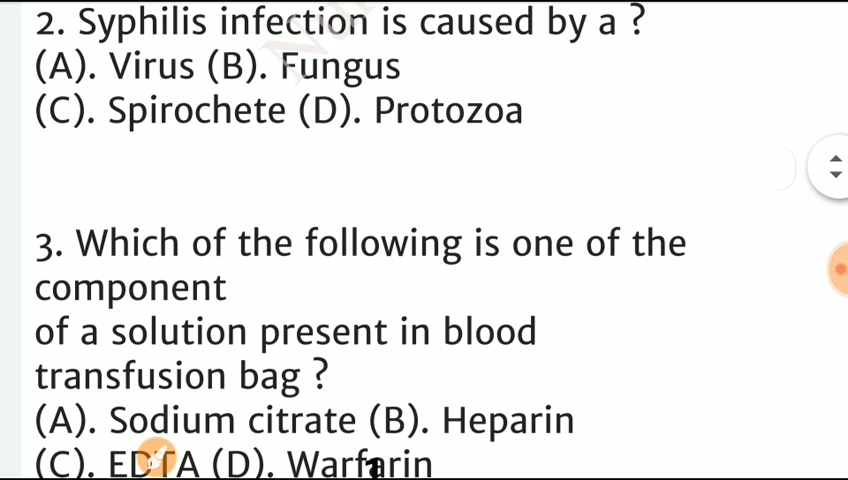 2. Syphilis infection is caused by a ?
(A). Virus (B). Fungus
(C). Spirochete (D). Protozoa
3. Which of the following is one of the
component
of a solution present in blood
transfusion bag ?
(A). Sodium citrate (B). Heparin
(C). EDTA (D). Warfarin